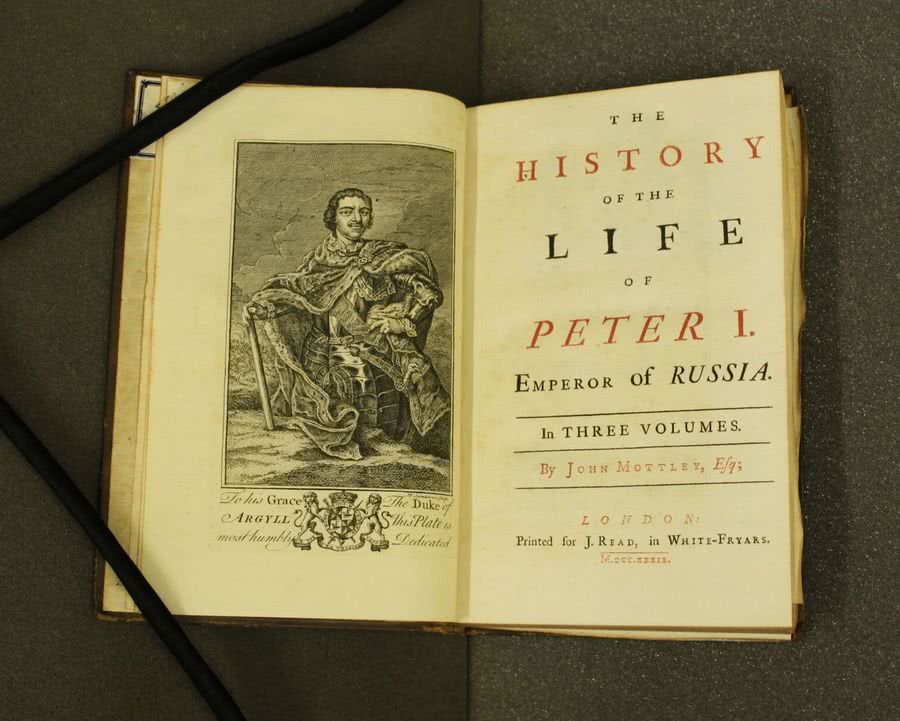 To his Grace The Duke of
ARGYLL this Plate is
most humbly Dedicated
THE
HISTORY
OF THE
LIFE
OF
PETER I.
EMPEROR of RUSSIA.
In THREE VOLUMES.
By JOHN MOTTLEY, Esq;
LONDON:
Printed for J. READ, in WHITE-FRYARS.
M.DCC.XXXIX.